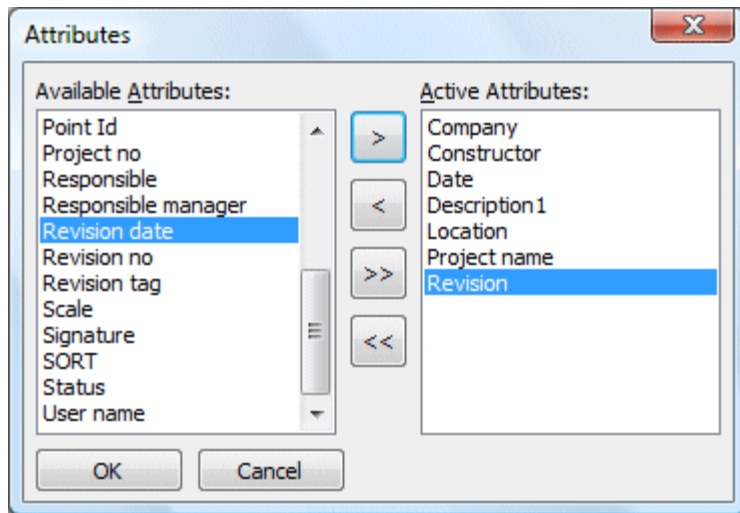 Attributes
Available Attributes:
Point Id
Project no
Responsible
Responsible manager
Revision date
Revision no
Revision tag
Scale
Signature
SORT
Status
User name
>
<
>>
<<
Active Attributes:
Company
Constructor
Date
Description1
Location
Project name
Revision
OK
Cancel